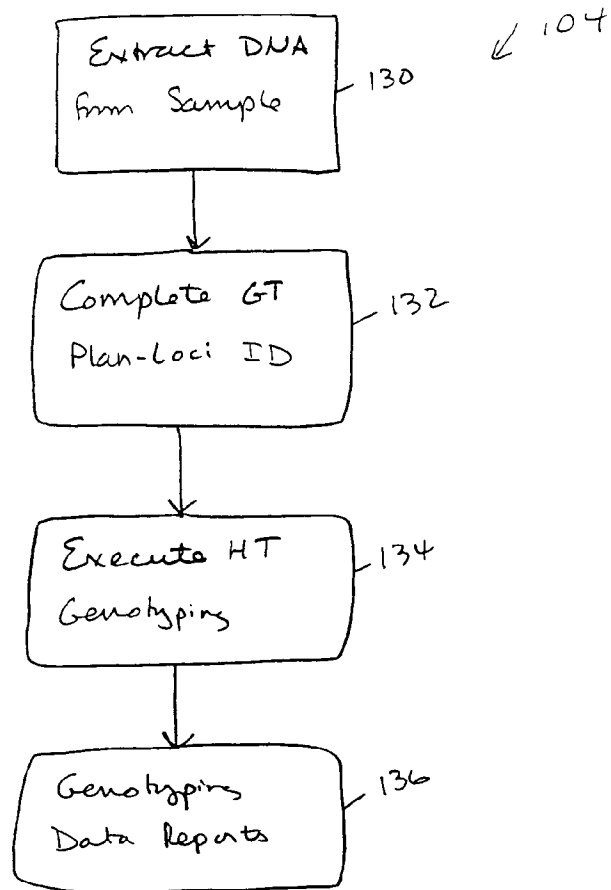 104
Extract DNA
from Sample
130
Complete GT
Plan-Loci ID
132
Execute HT
Genotyping
134
Genotyping
Data Reports
136